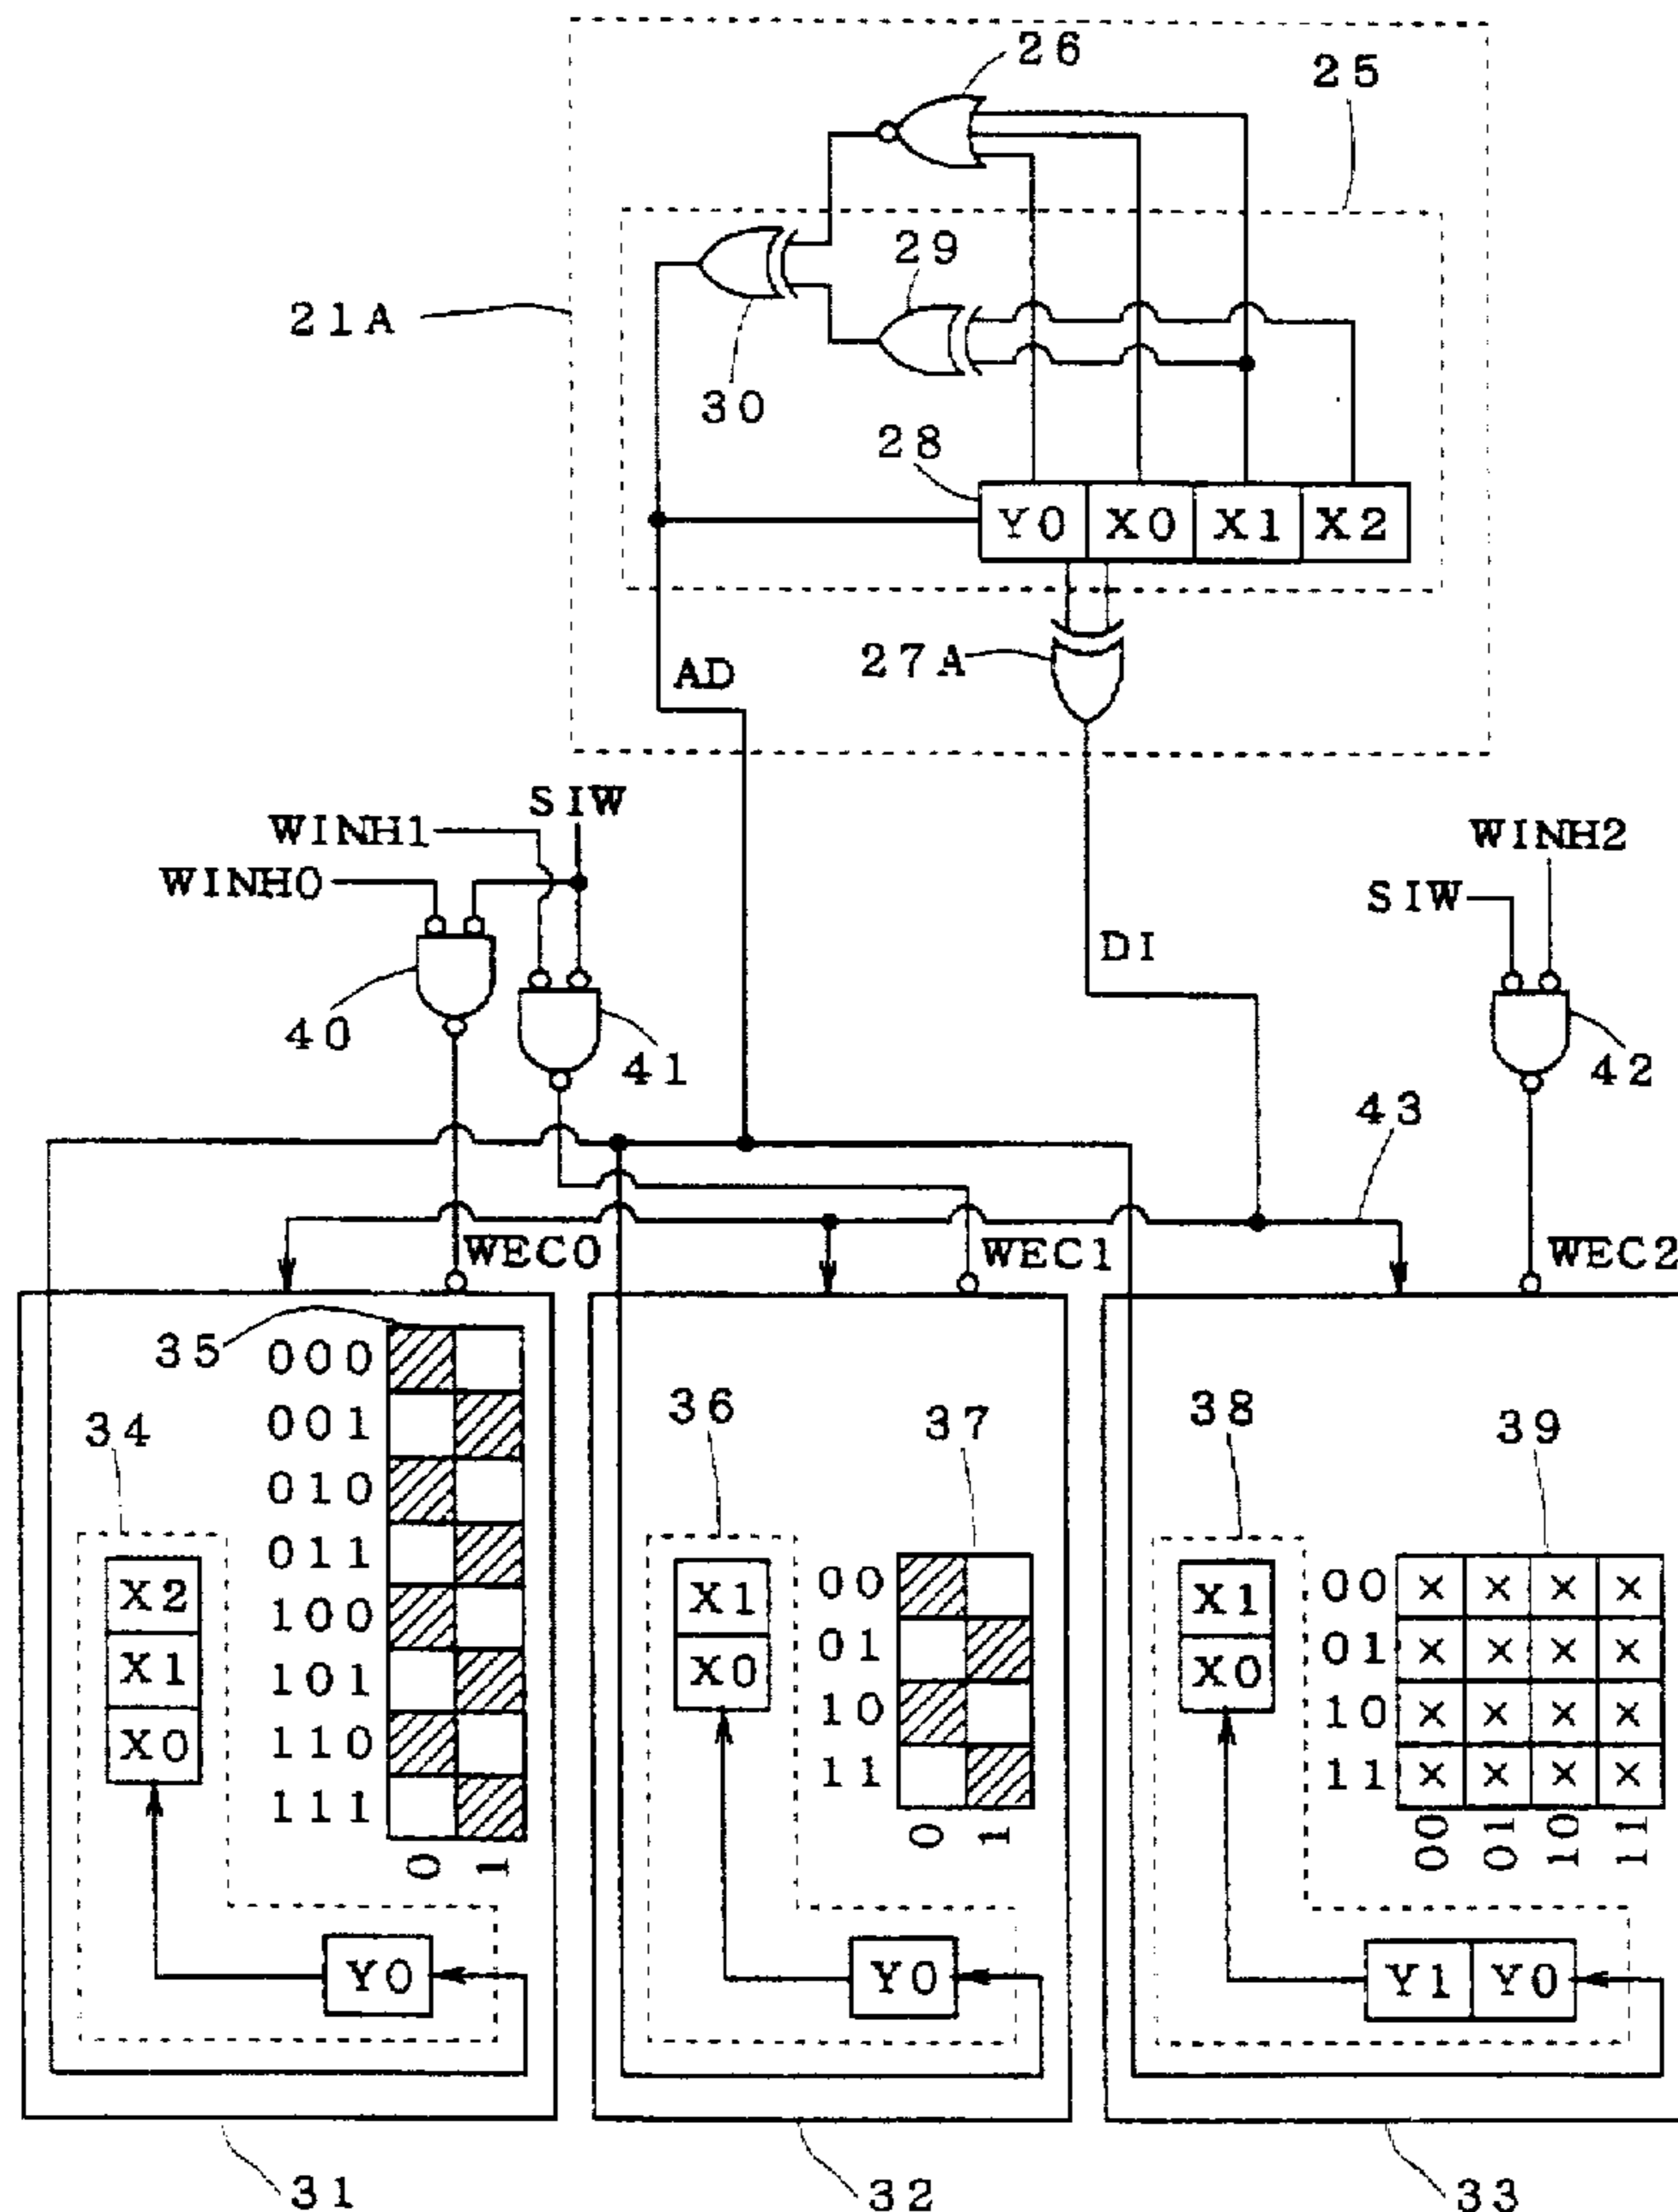 26
25
29
21A
30
28
Y0 X0 X1 X2
27A
AD
SIW
WINH1
WINH0
WINH2
SIW
DI
40
41
42
43
WEC0
WEC1
WEC2
35
000
001
010
011
100
101
110
111
0 1
34
X2
X1
X0
Y0
36
37
X1
X0
00
01
10
11
0 1
Y0
38
39
X1
X0
00 × × × ×
01 × × × ×
10 × × × ×
11 × × × ×
00 01 10 11
Y1 Y0
31
32
33